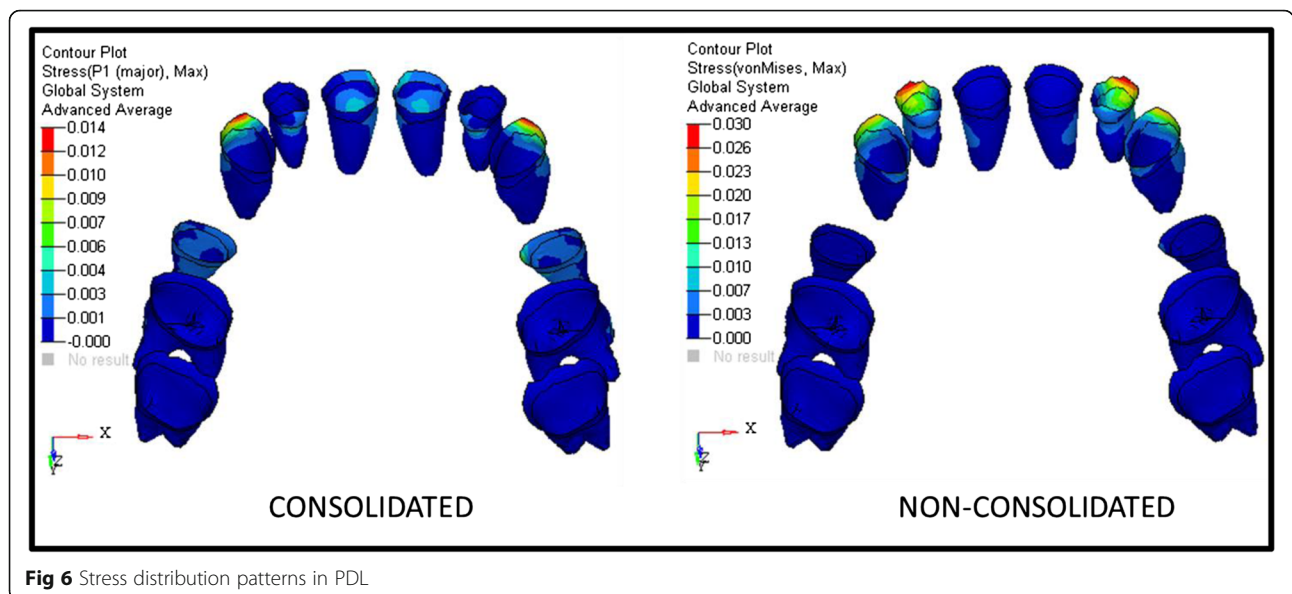 Contour Plot
Stress(P1 (major), Max)
Global System
Advanced Average
0.014
0.012
0.010
0.009
0.007
0.006
0.004
0.003
0.001
-0.000
No result
X
Z
Y
CONSOLIDATED
Contour Plot
Stress(vonMises, Max)
Global System
Advanced Average
0.030
0.026
0.023
0.020
0.017
0.013
0.010
0.007
0.003
0.000
No result
X
Z
Y
NON-CONSOLIDATED
Fig 6 Stress distribution patterns in PDL